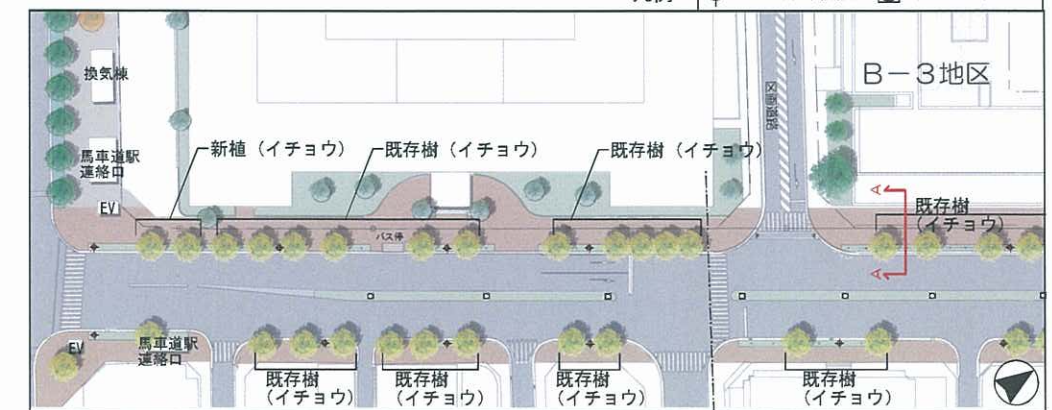 換気棟
B-3地区
区画道路
新植（イチョウ）
既存樹（イチョウ）
既存樹（イチョウ）
馬車道駅
連絡口
EV
既存樹
（イチョウ）
バス停
A
A
EV
馬車道駅
連絡口
既存樹
（イチョウ）
既存樹
（イチョウ）
既存樹
（イチョウ）
既存樹
（イチョウ）